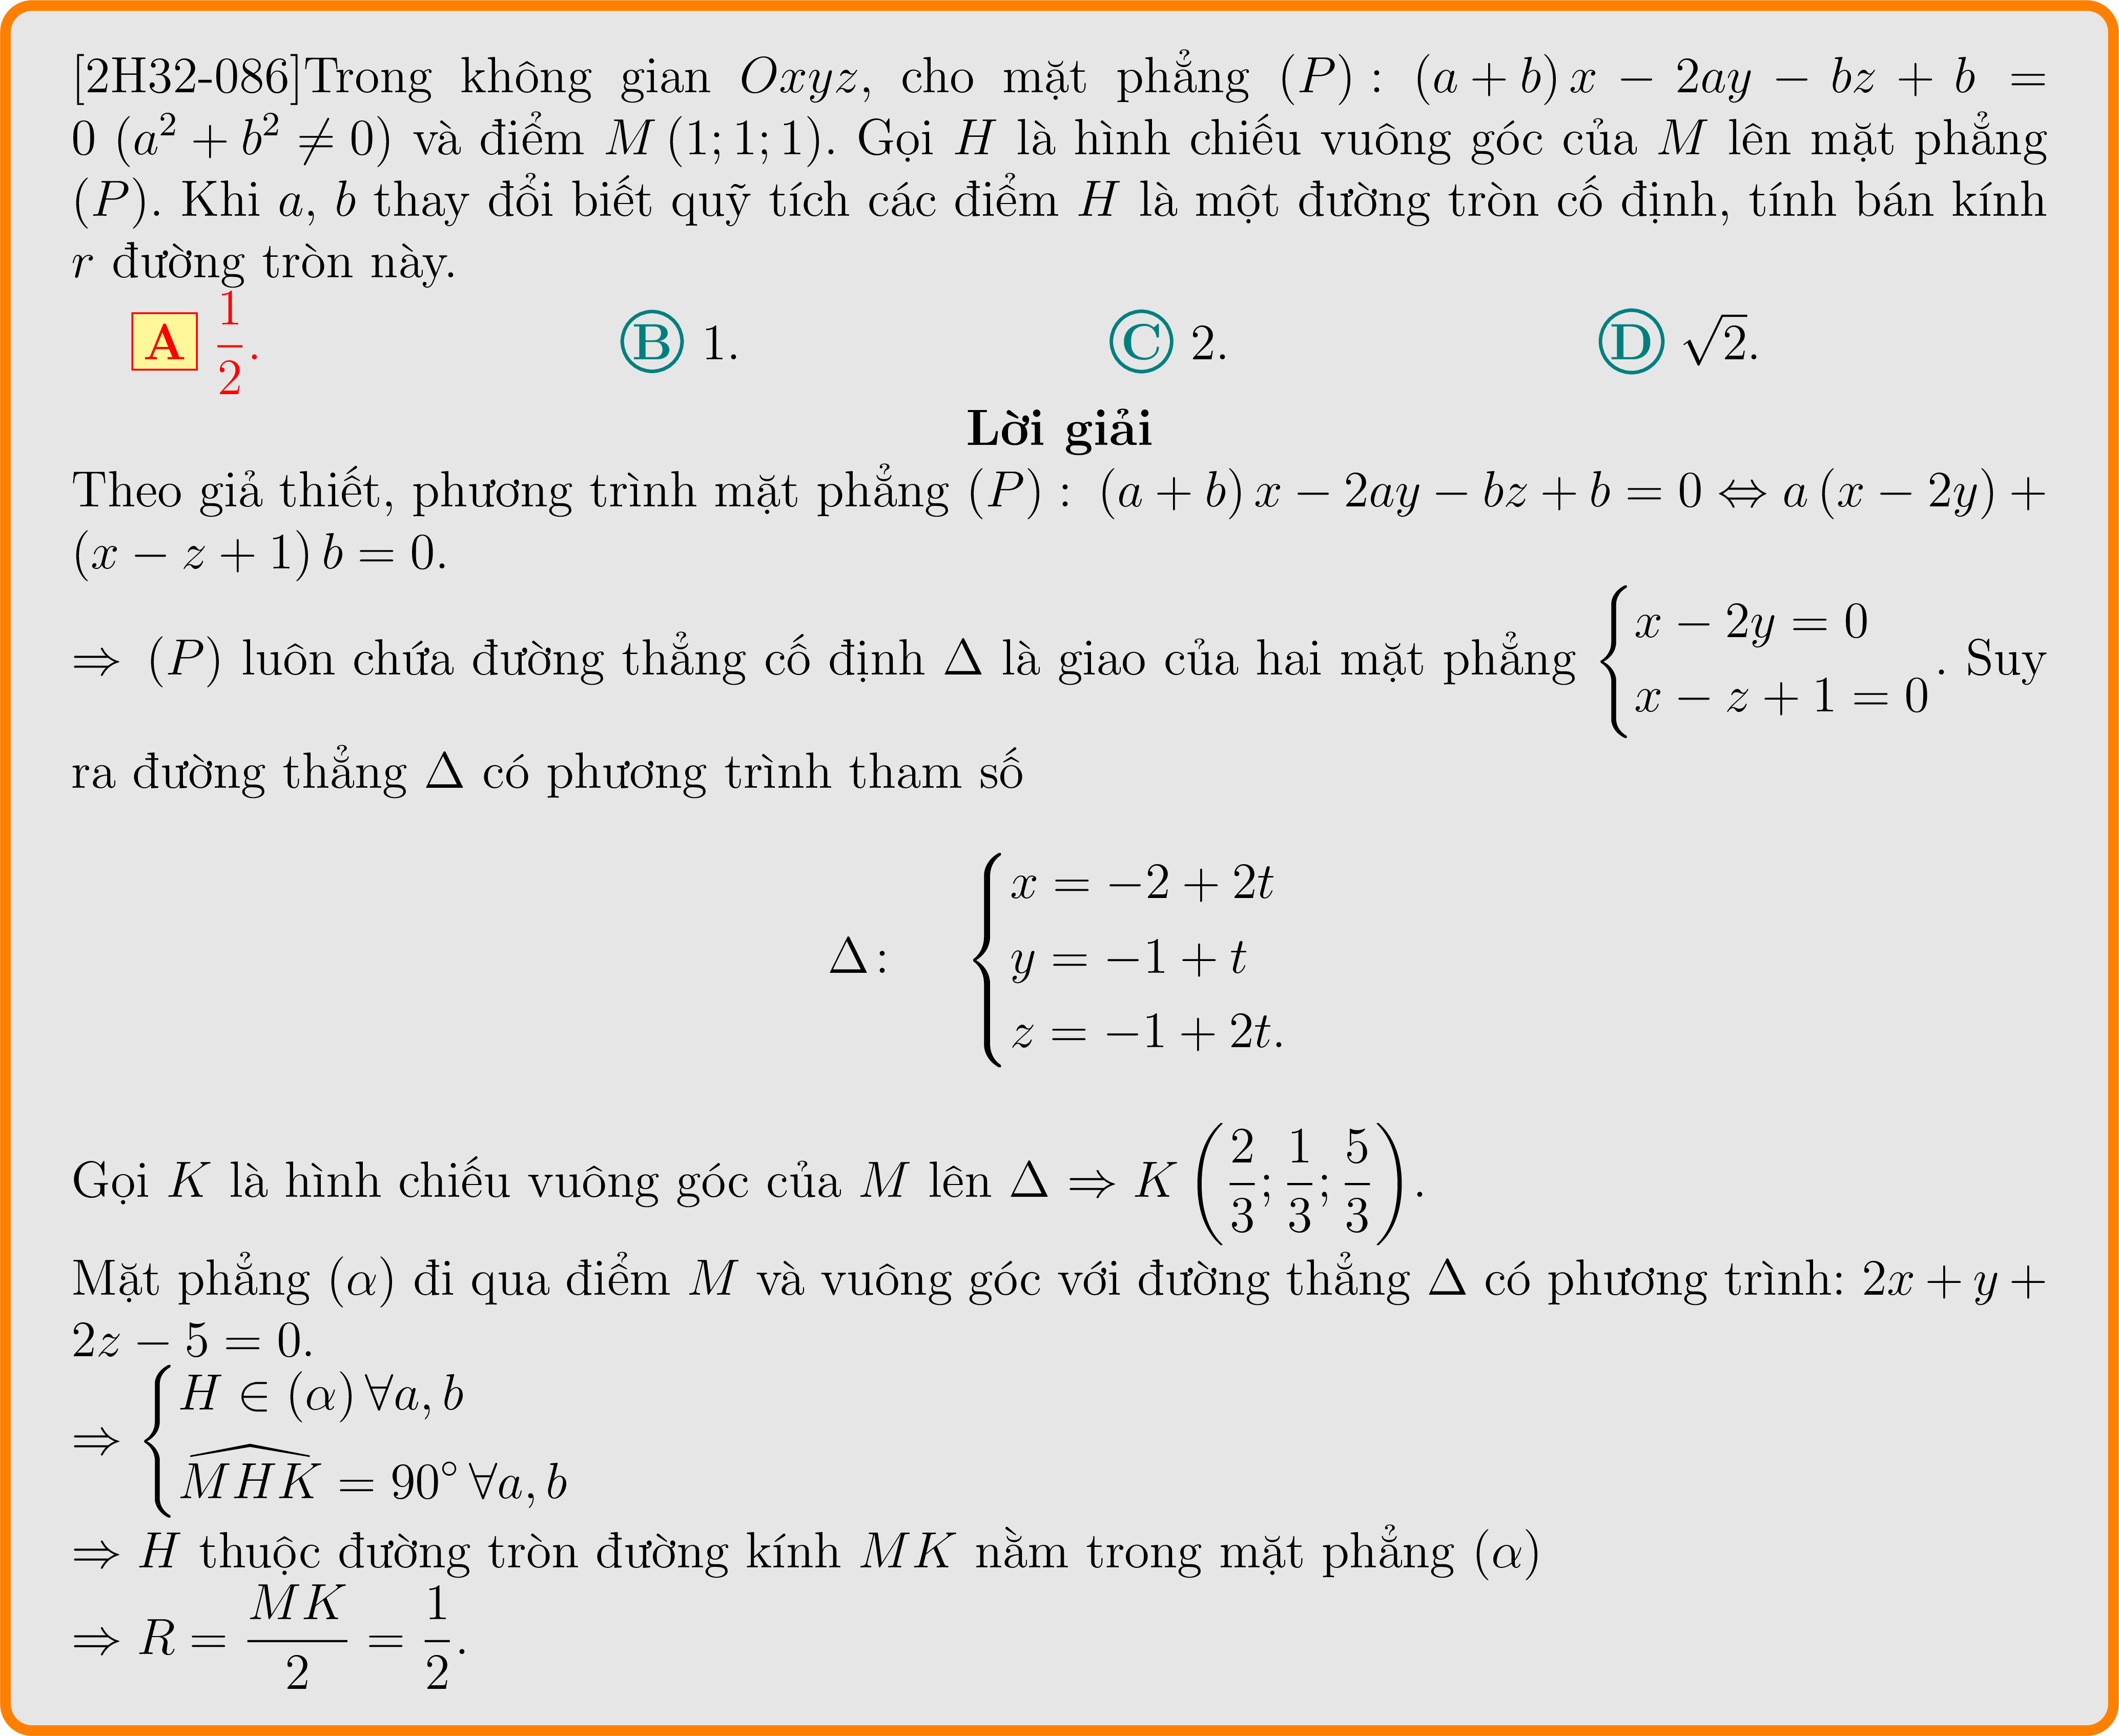 [2H32-086]Trong không gian $Oxyz$, cho mặt phẳng $(P):\ (a+b)x-2ay-bz+b=$
$0\ (a^2+b^2\neq 0)$ và điểm $M(1;1;1)$. Gọi $H$ là hình chiếu vuông góc của $M$ lên mặt phẳng
$(P)$. Khi $a$, $b$ thay đổi biết quỹ tích các điểm $H$ là một đường tròn cố định, tính bán kính
$r$ đường tròn này.
A $\frac{1}{2}$. B 1. C 2. D $\sqrt{2}$.
Lời giải
Theo giả thiết, phương trình mặt phẳng $(P):\ (a+b)x-2ay-bz+b=0\Leftrightarrow a(x-2y)+$
$(x-z+1)b=0$.
$\Rightarrow (P)$ luôn chứa đường thẳng cố định $\Delta$ là giao của hai mặt phẳng $\begin{cases}x-2y=0\\x-z+1=0\end{cases}$. Suy
ra đường thẳng $\Delta$ có phương trình tham số
$\Delta:\quad \begin{cases}x=-2+2t\\y=-1+t\\z=-1+2t.\end{cases}$
Gọi $K$ là hình chiếu vuông góc của $M$ lên $\Delta\Rightarrow K\left(\frac{2}{3};\frac{1}{3};\frac{5}{3}\right)$.
Mặt phẳng $(\alpha)$ đi qua điểm $M$ và vuông góc với đường thẳng $\Delta$ có phương trình: $2x+y+$
$2z-5=0$.
$\Rightarrow \begin{cases}H\in(\alpha)\,\forall a,b\\\widehat{MHK}=90^\circ\,\forall a,b\end{cases}$
$\Rightarrow H$ thuộc đường tròn đường kính $MK$ nằm trong mặt phẳng $(\alpha)$
$\Rightarrow R=\frac{MK}{2}=\frac{1}{2}$.